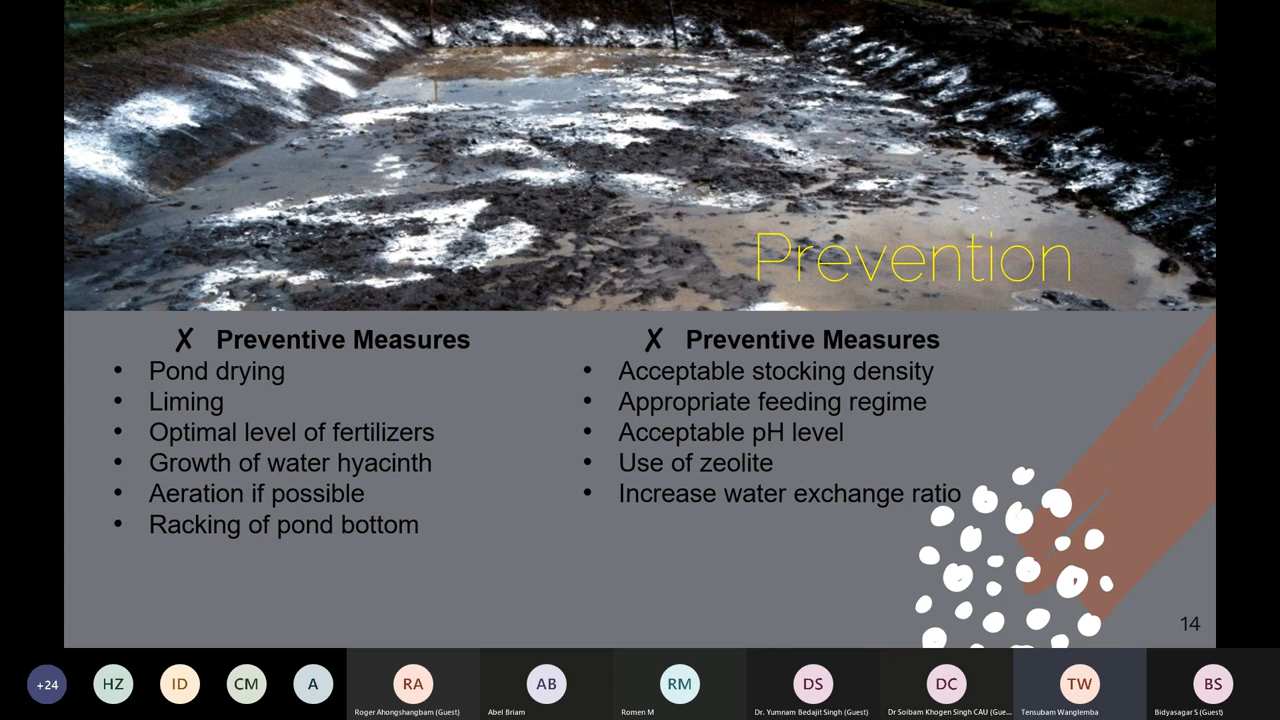 Prevention
✗ Preventive Measures
• Pond drying
• Liming
• Optimal level of fertilizers
• Growth of water hyacinth
• Aeration if possible
• Racking of pond bottom
✗ Preventive Measures
• Acceptable stocking density
• Appropriate feeding regime
• Acceptable pH level
• Use of zeolite
• Increase water exchange ratio
14
+24
HZ
ID
CM
A
RA
Roger Ahongshangbam (Guest)
AB
Abel Briam
RM
Romen M
DS
Dr. Yumnam Bedajit Singh (Guest)
DC
Dr Soibam Khogen Singh CAU (Gue...
TW
Tensubam Wanglemba
BS
Bidyasagar S (Guest)